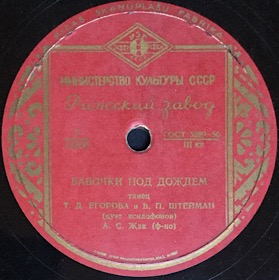 МИНИСТЕРСТВО КУЛЬТУРЫ СССР
Рижский завод
ГОСТ 5289-50
III кл
БАБОЧКИ ПОД ДОЖДЕМ
танец
Т. Д. ЕГОРОВА и В. П. ШТЕЙМАН
(дуэт ксилофонов)
А. С. Жак (ф-но)